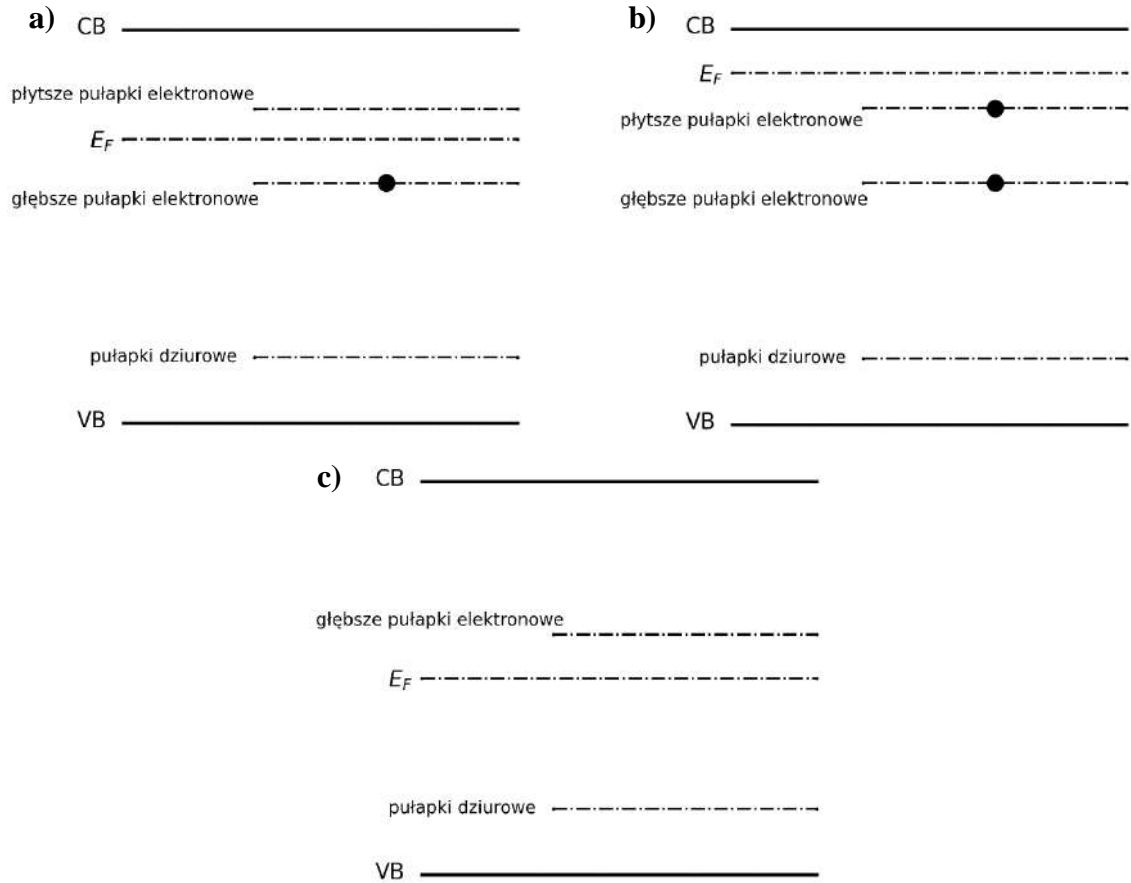 a)
CB
płytsze pułapki elektronowe
E_F
głębsze pułapki elektronowe
pułapki dziurowe
VB
b)
CB
E_F
płytsze pułapki elektronowe
głębsze pułapki elektronowe
pułapki dziurowe
VB
c)
CB
głębsze pułapki elektronowe
E_F
pułapki dziurowe
VB